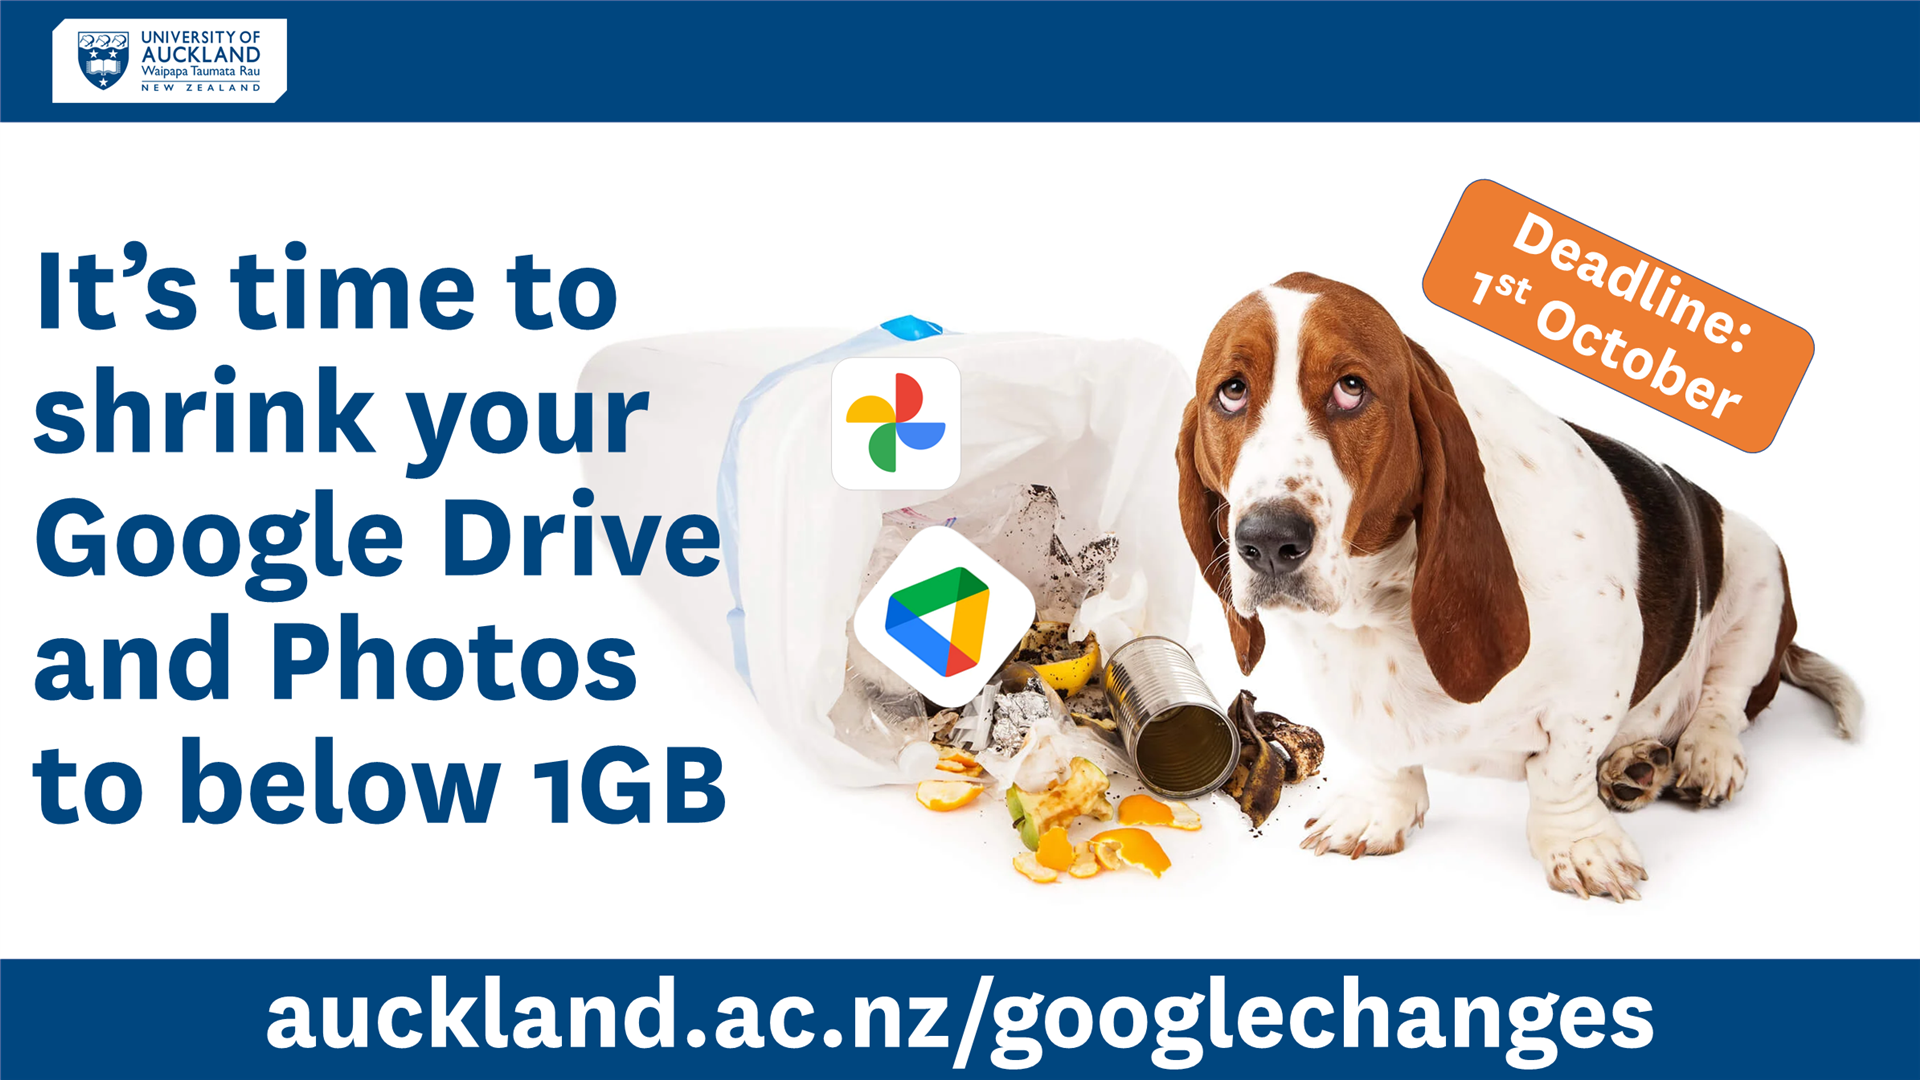 UNIVERSITY OF
AUCKLAND
Waipapa Taumata Rau
NEW ZEALAND
Deadline:
1st October
It’s time to
shrink your
Google Drive
and Photos
to below 1GB
auckland.ac.nz/googlechanges